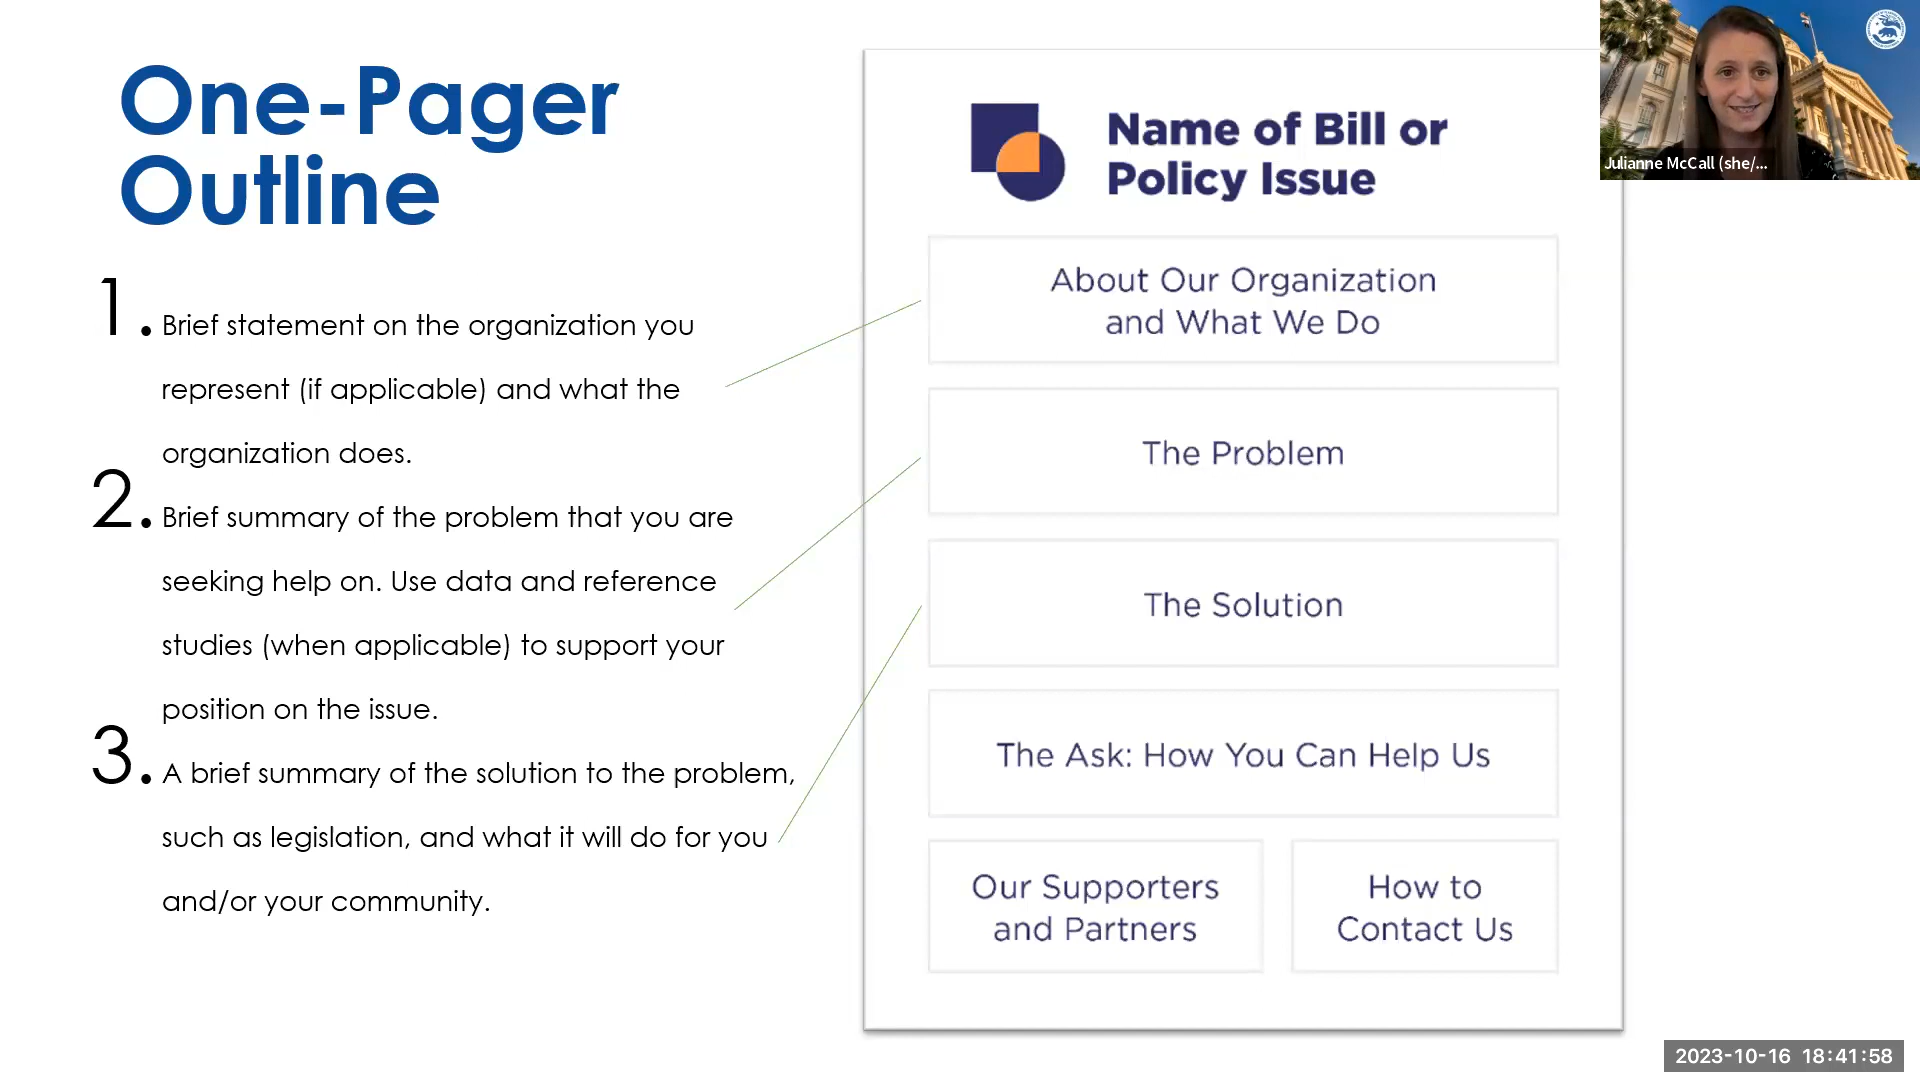 One-Pager
Outline
1. Brief statement on the organization you
represent (if applicable) and what the
organization does.
2. Brief summary of the problem that you are
seeking help on. Use data and reference
studies (when applicable) to support your
position on the issue.
3. A brief summary of the solution to the problem,
such as legislation, and what it will do for you
and/or your community.
Name of Bill or
Policy Issue
About Our Organization
and What We Do
The Problem
The Solution
The Ask: How You Can Help Us
Our Supporters
and Partners
How to
Contact Us
Julianne McCall (she/...
2023-10-16 18:41:58